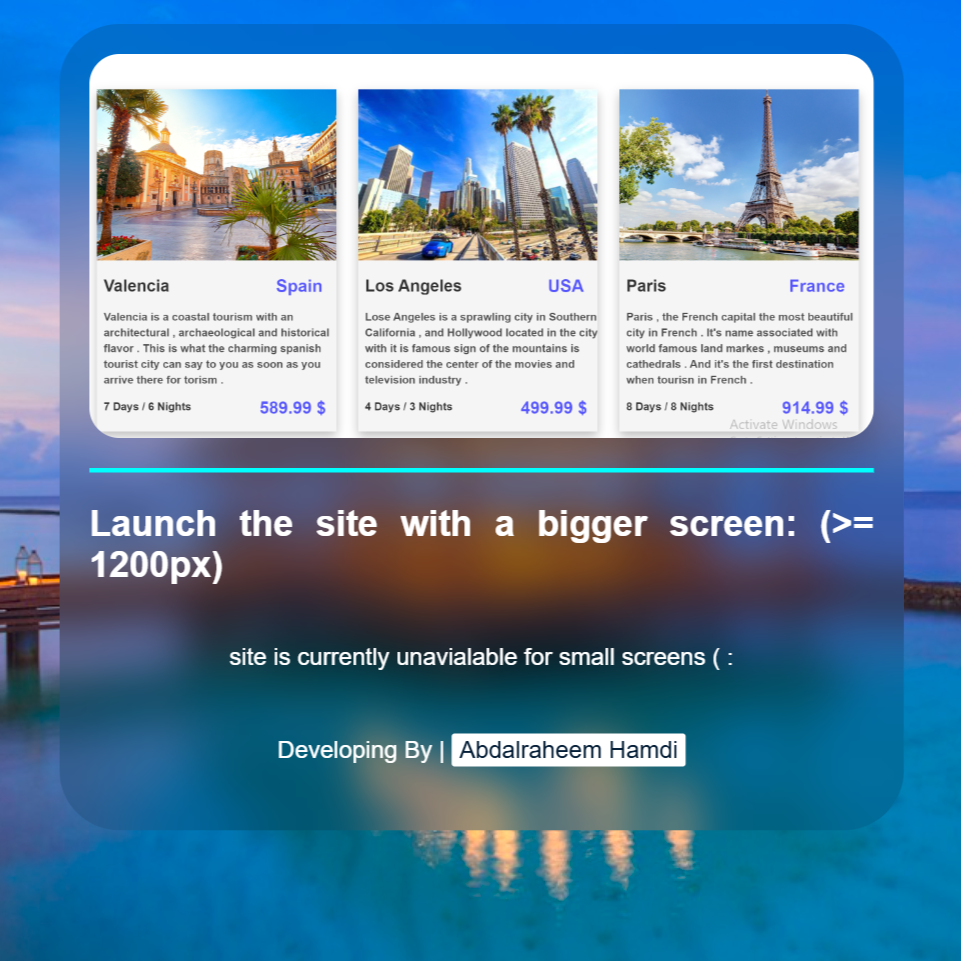 Valencia Spain
Valencia is a coastal tourism with an
architectural , archaeological and historical
flavor . This is what the charming spanish
tourist city can say to you as soon as you
arrive there for torism .
7 Days / 6 Nights 589.99 $
Los Angeles USA
Lose Angeles is a sprawling city in Southern
California , and Hollywood located in the city
with it is famous sign of the mountains is
considered the center of the movies and
television industry .
4 Days / 3 Nights 499.99 $
Paris France
Paris , the French capital the most beautiful
city in French . It's name associated with
world famous land markes , museums and
cathedrals . And it's the first destination
when tourisn in French .
8 Days / 8 Nights 914.99 $
Activate Windows
Launch the site with a bigger screen: (>=
1200px)
site is currently unavialable for small screens ( :
Developing By | Abdalraheem Hamdi